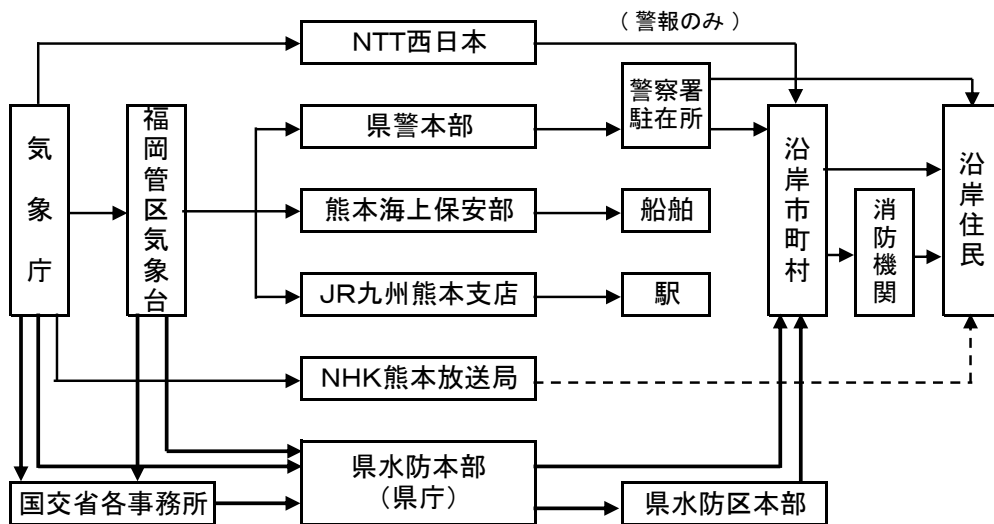 NTT西日本
（ 警報のみ ）
気象庁
福岡管区気象台
県警本部
警察署
駐在所
沿岸市町村
沿岸住民
熊本海上保安部
船舶
消防機関
JR九州熊本支店
駅
NHK熊本放送局
県水防本部
（県庁）
国交省各事務所
県水防区本部